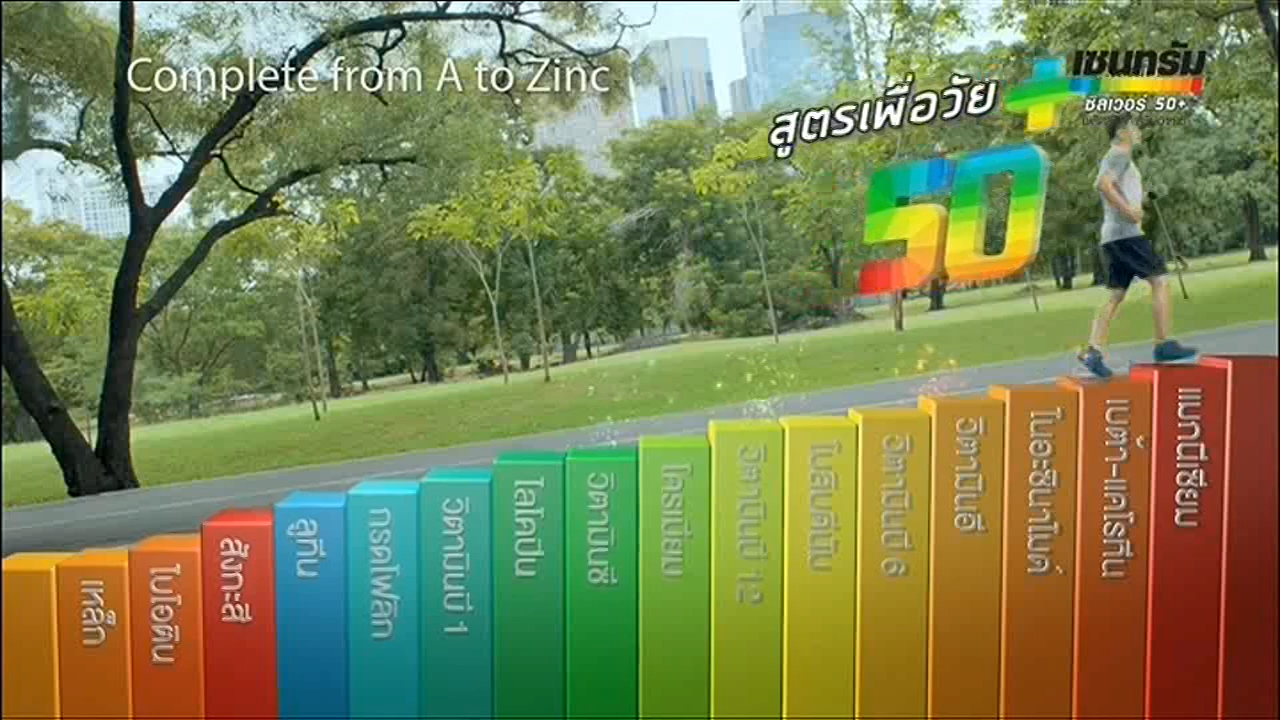 Complete from A to Zinc
เซนทรัม
ซิลเวอร์ 50+
สูตรเพื่อวัย
50+
เหล็ก
ไบโอติน
สังกะสี
ลูทีน
กรดโฟลิก
วิตามินบี 1
ไลโคปีน
วิตามินซี
โครเมียม
วิตามินบี 12
ไนอะซินาไมด์
วิตามินบี 6
วิตามินอี
เบต้า-แคโรทีน
แมกนีเซียม